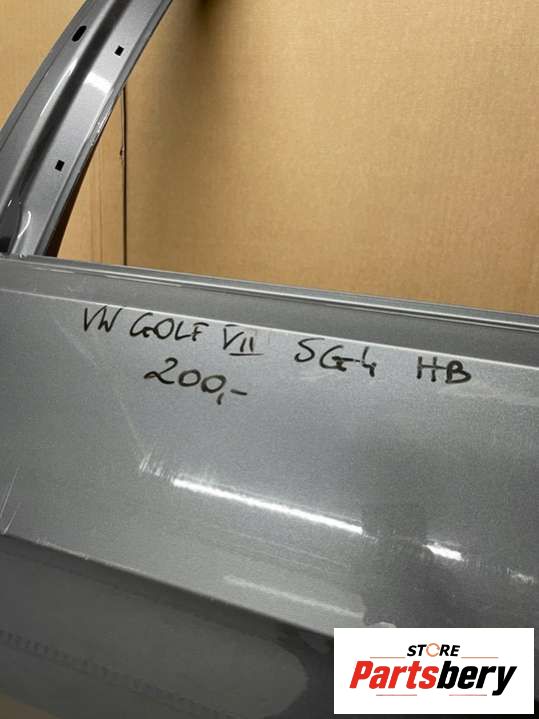 VW GOLF VII 5G4 HB
200,-
STORE
Partsbery